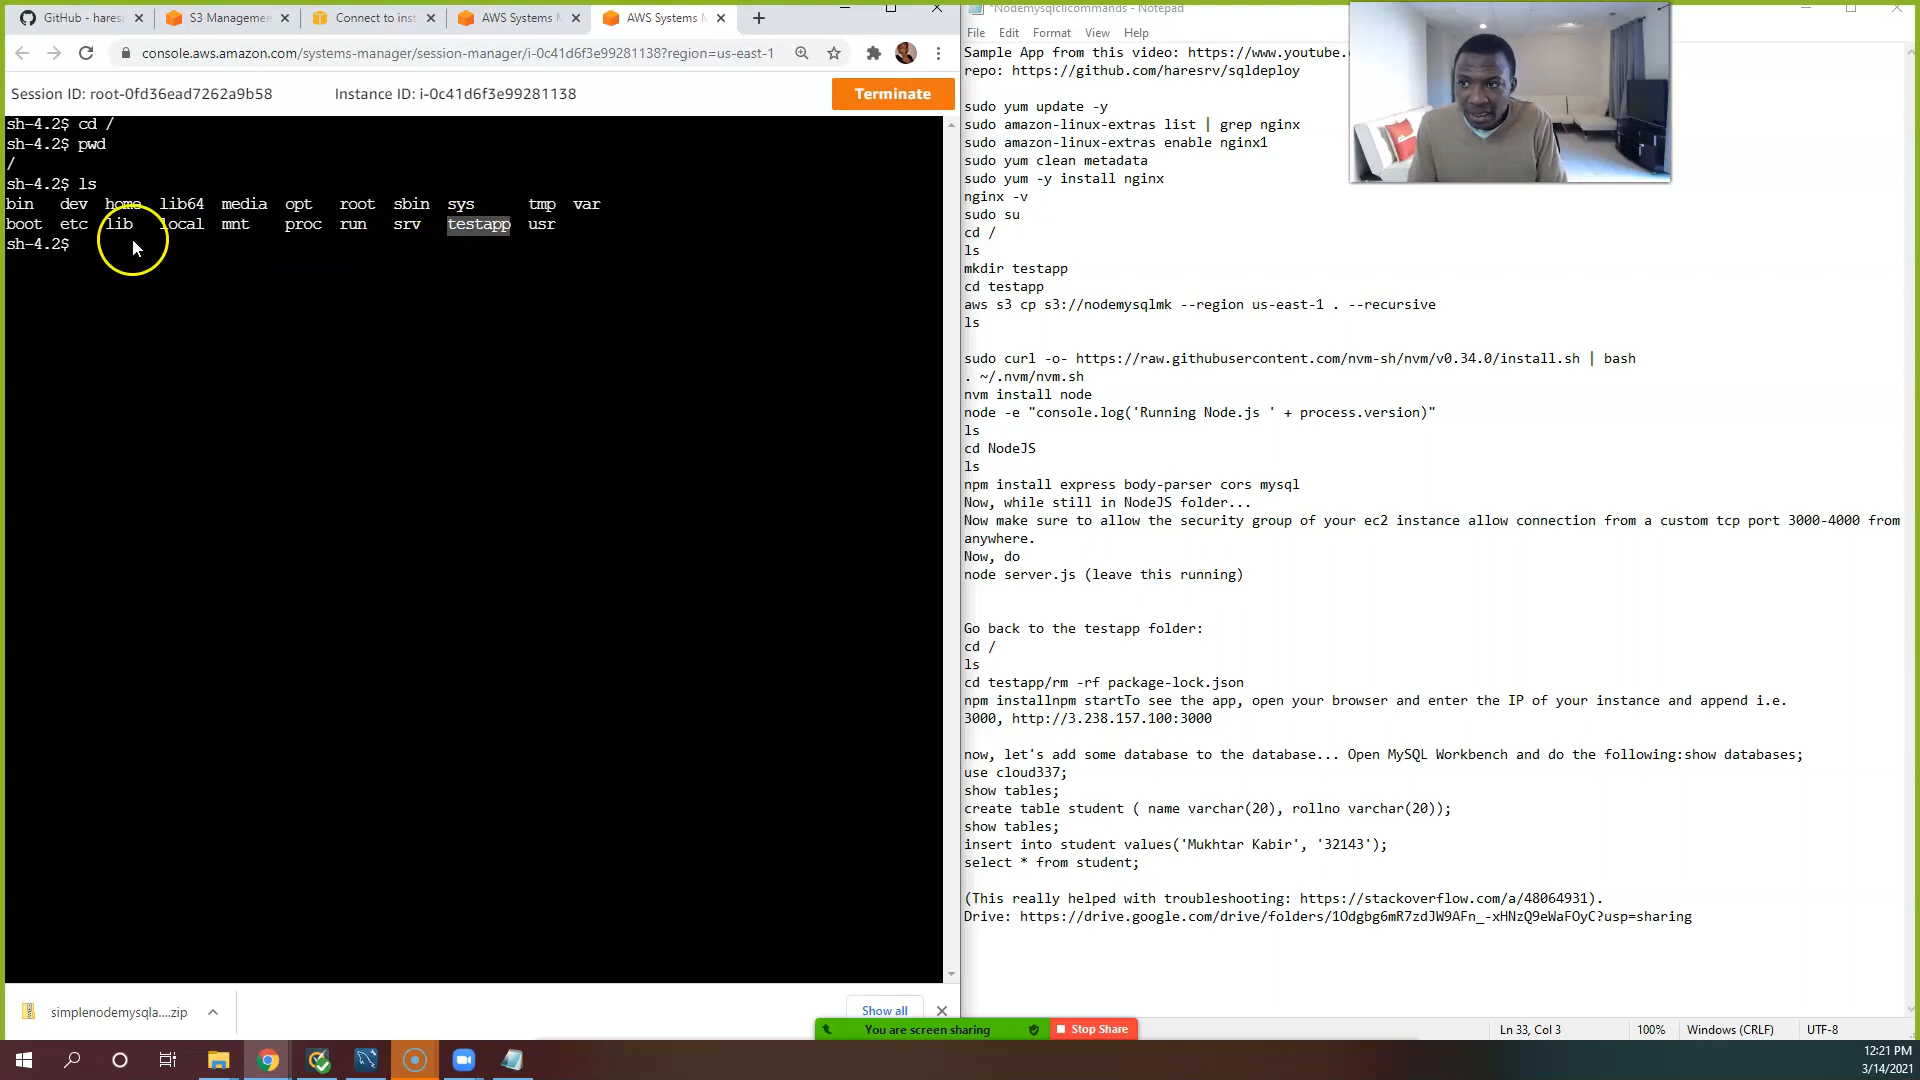 GitHub - hares
S3 Managemen
Connect to inst
AWS Systems M
AWS Systems M
console.aws.amazon.com/systems-manager/session-manager/i-0c41d6f3e99281138?region=us-east-1
Session ID: root-0fd36ead7262a9b58
Instance ID: i-0c41d6f3e99281138
Terminate
sh-4.2$ cd /
sh-4.2$ pwd
/
sh-4.2$ ls
bin dev home lib64 media opt root sbin sys tmp var
boot etc lib local mnt proc run srv testapp usr
sh-4.2$
simplenodemysqla....zip
Show all
You are screen sharing
Stop Share
*Nodemysqlclicommands - Notepad
File Edit Format View Help
Sample App from this video: https://www.youtube.
repo: https://github.com/haresrv/sqldeploy
sudo yum update -y
sudo amazon-linux-extras list | grep nginx
sudo amazon-linux-extras enable nginx1
sudo yum clean metadata
sudo yum -y install nginx
nginx -v
sudo su
cd /
ls
mkdir testapp
cd testapp
aws s3 cp s3://nodemysqlmk --region us-east-1 . --recursive
ls
sudo curl -o- https://raw.githubusercontent.com/nvm-sh/nvm/v0.34.0/install.sh | bash
. ~/.nvm/nvm.sh
nvm install node
node -e "console.log('Running Node.js ' + process.version)"
ls
cd NodeJS
ls
npm install express body-parser cors mysql
Now, while still in NodeJS folder...
Now make sure to allow the security group of your ec2 instance allow connection from a custom tcp port 3000-4000 from
anywhere.
Now, do
node server.js (leave this running)
Go back to the testapp folder:
cd /
ls
cd testapp/rm -rf package-lock.json
npm installnpm startTo see the app, open your browser and enter the IP of your instance and append i.e.
3000, http://3.238.157.100:3000
now, let's add some database to the database... Open MySQL Workbench and do the following:show databases;
use cloud337;
show tables;
create table student ( name varchar(20), rollno varchar(20));
show tables;
insert into student values('Mukhtar Kabir', '32143');
select * from student;
(This really helped with troubleshooting: https://stackoverflow.com/a/48064931).
Drive: https://drive.google.com/drive/folders/1Odgbg6mR7zdJW9AFn_-xHNzQ9eWaFOyC?usp=sharing
Ln 33, Col 3
100%
Windows (CRLF)
UTF-8
12:21 PM
3/14/2021